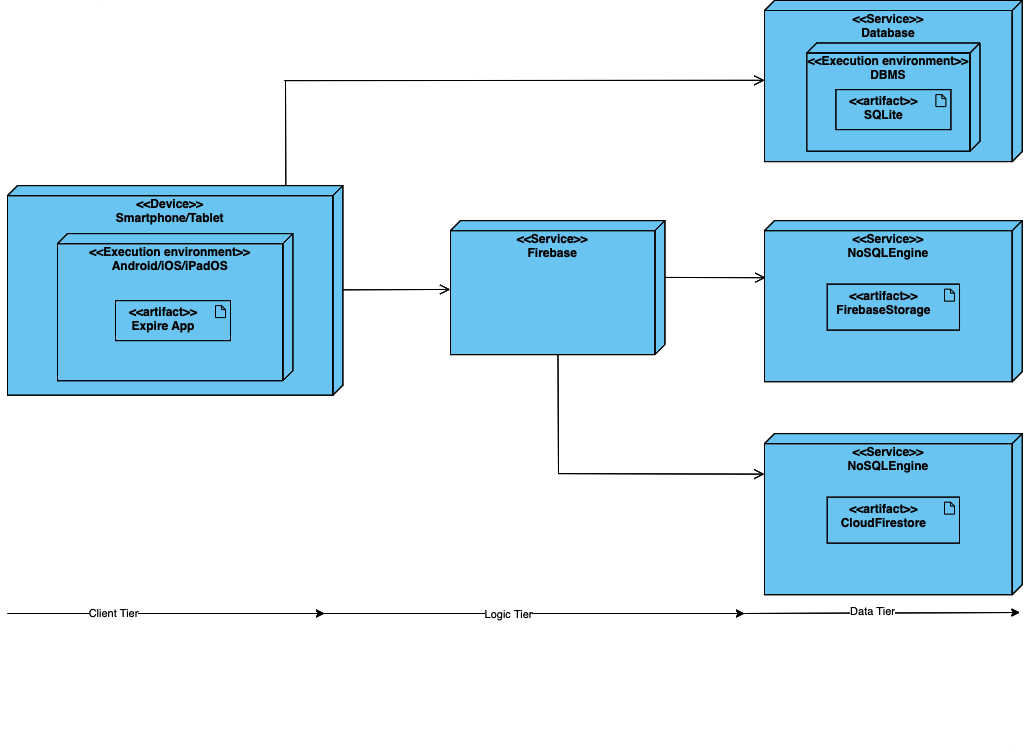 <<Service>>
Database
<<Execution environment>>
DBMS
<<artifact>>
SQLite
<<Device>>
Smartphone/Tablet
<<Execution environment>>
Android/iOS/iPadOS
<<artifact>>
Expire App
<<Service>>
Firebase
<<Service>>
NoSQLEngine
<<artifact>>
FirebaseStorage
<<Service>>
NoSQLEngine
<<artifact>>
CloudFirestore
Client Tier
Logic Tier
Data Tier